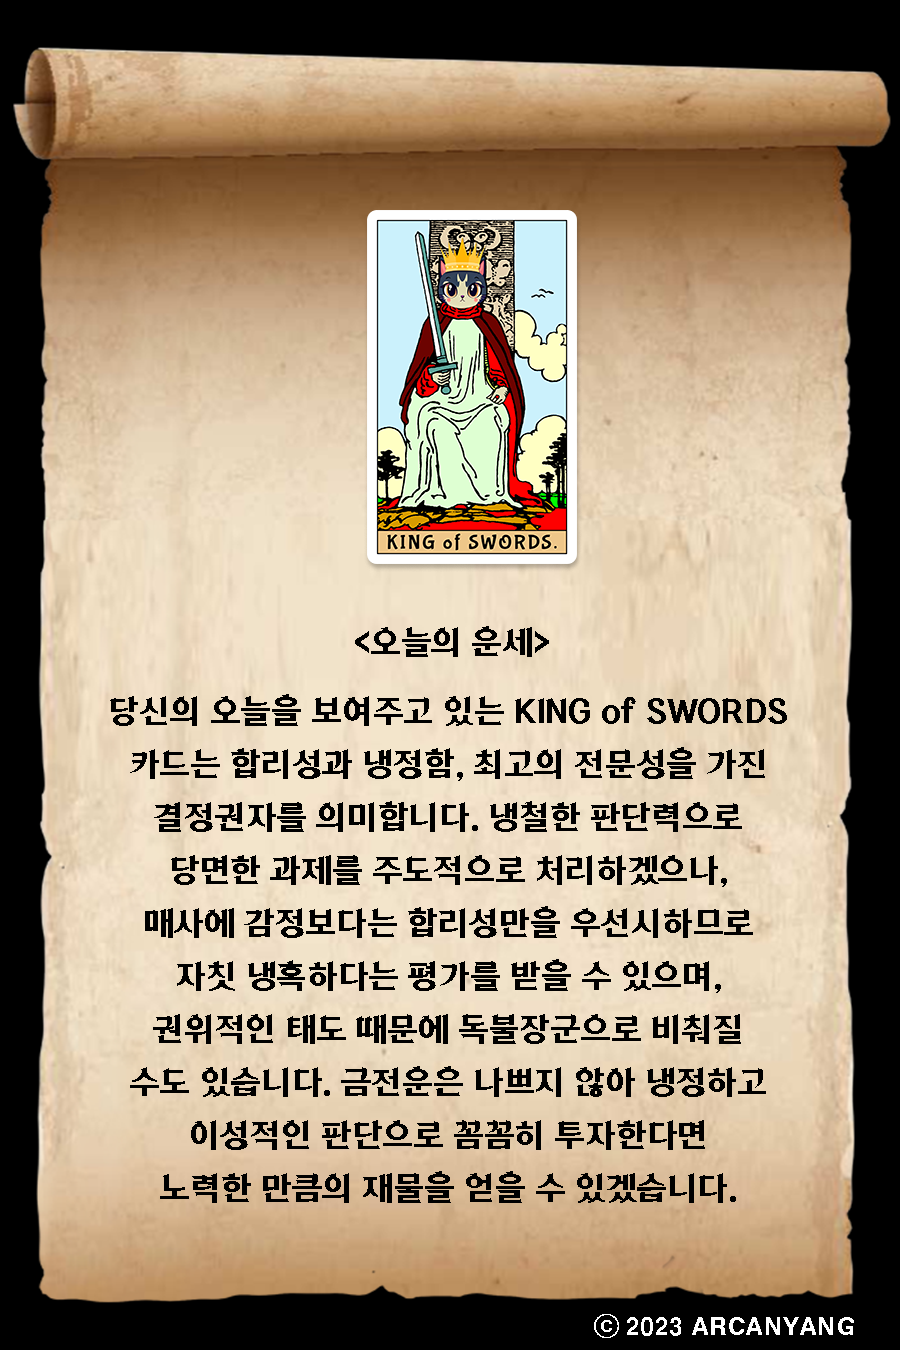 KING of SWORDS.
<오늘의 운세>
당신의 오늘을 보여주고 있는 KING of SWORDS
카드는 합리성과 냉정함, 최고의 전문성을 가진
결정권자를 의미합니다. 냉철한 판단력으로
당면한 과제를 주도적으로 처리하겠으나,
매사에 감정보다는 합리성만을 우선시하므로
자칫 냉혹하다는 평가를 받을 수 있으며,
권위적인 태도 때문에 독불장군으로 비춰질
수도 있습니다. 금전운은 나쁘지 않아 냉정하고
이성적인 판단으로 꼼꼼히 투자한다면
노력한 만큼의 재물을 얻을 수 있겠습니다.
ⓒ 2023 ARCANYANG